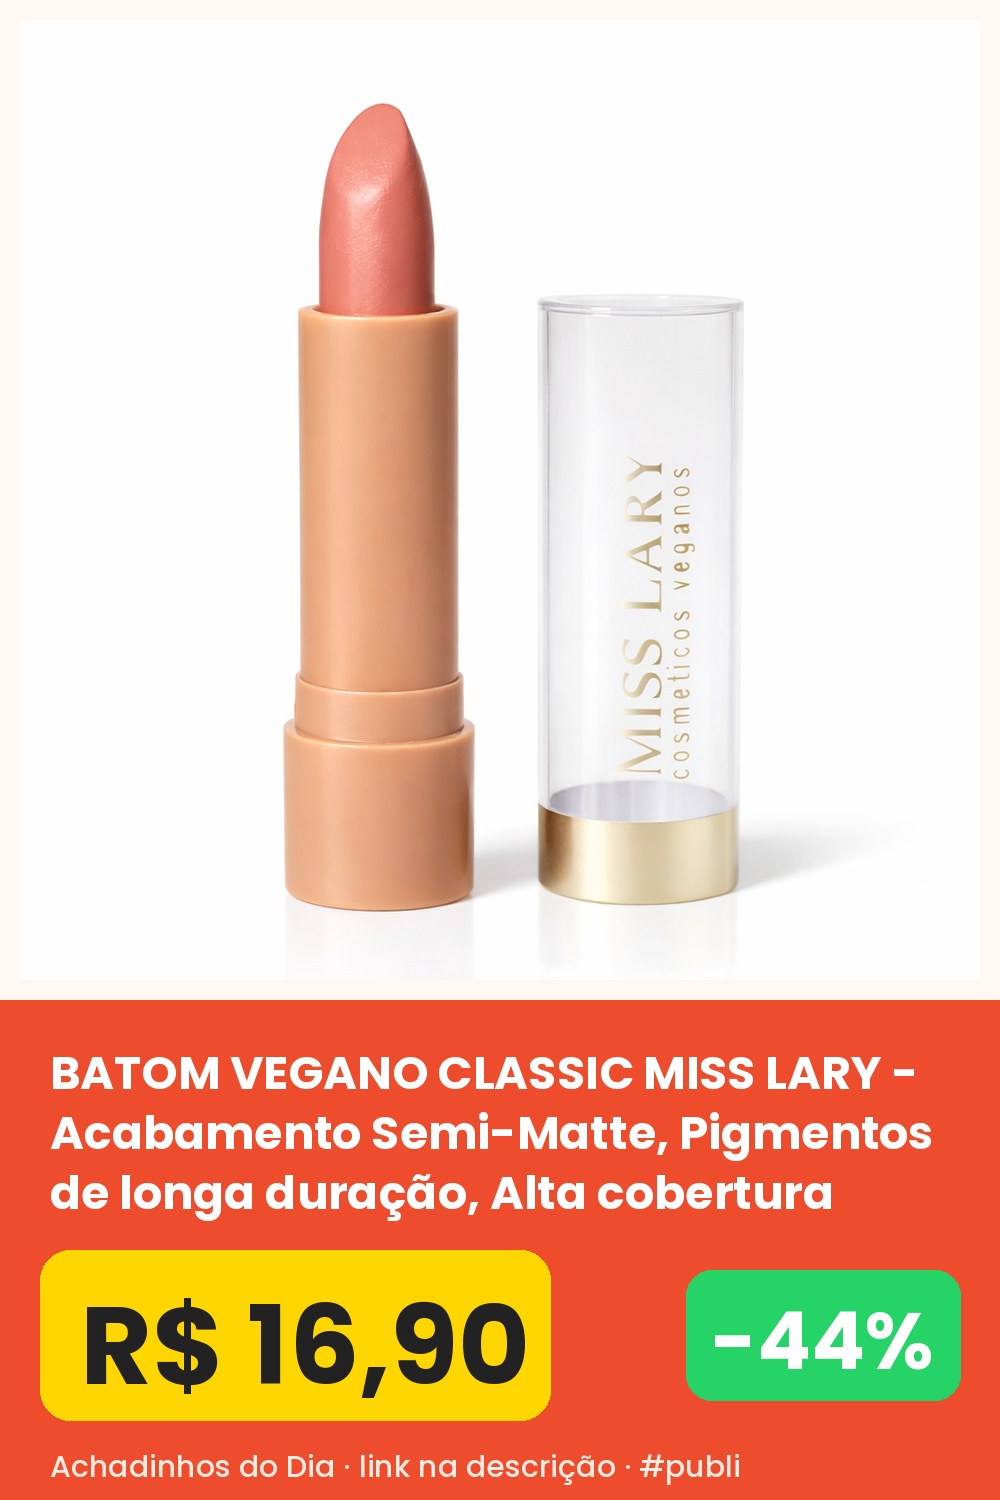 MISS LARY
cosmeticos veganos
BATOM VEGANO CLASSIC MISS LARY -
Acabamento Semi-Matte, Pigmentos
de longa duração, Alta cobertura
R$ 16,90
-44%
Achadinhos do Dia · link na descrição · #publi